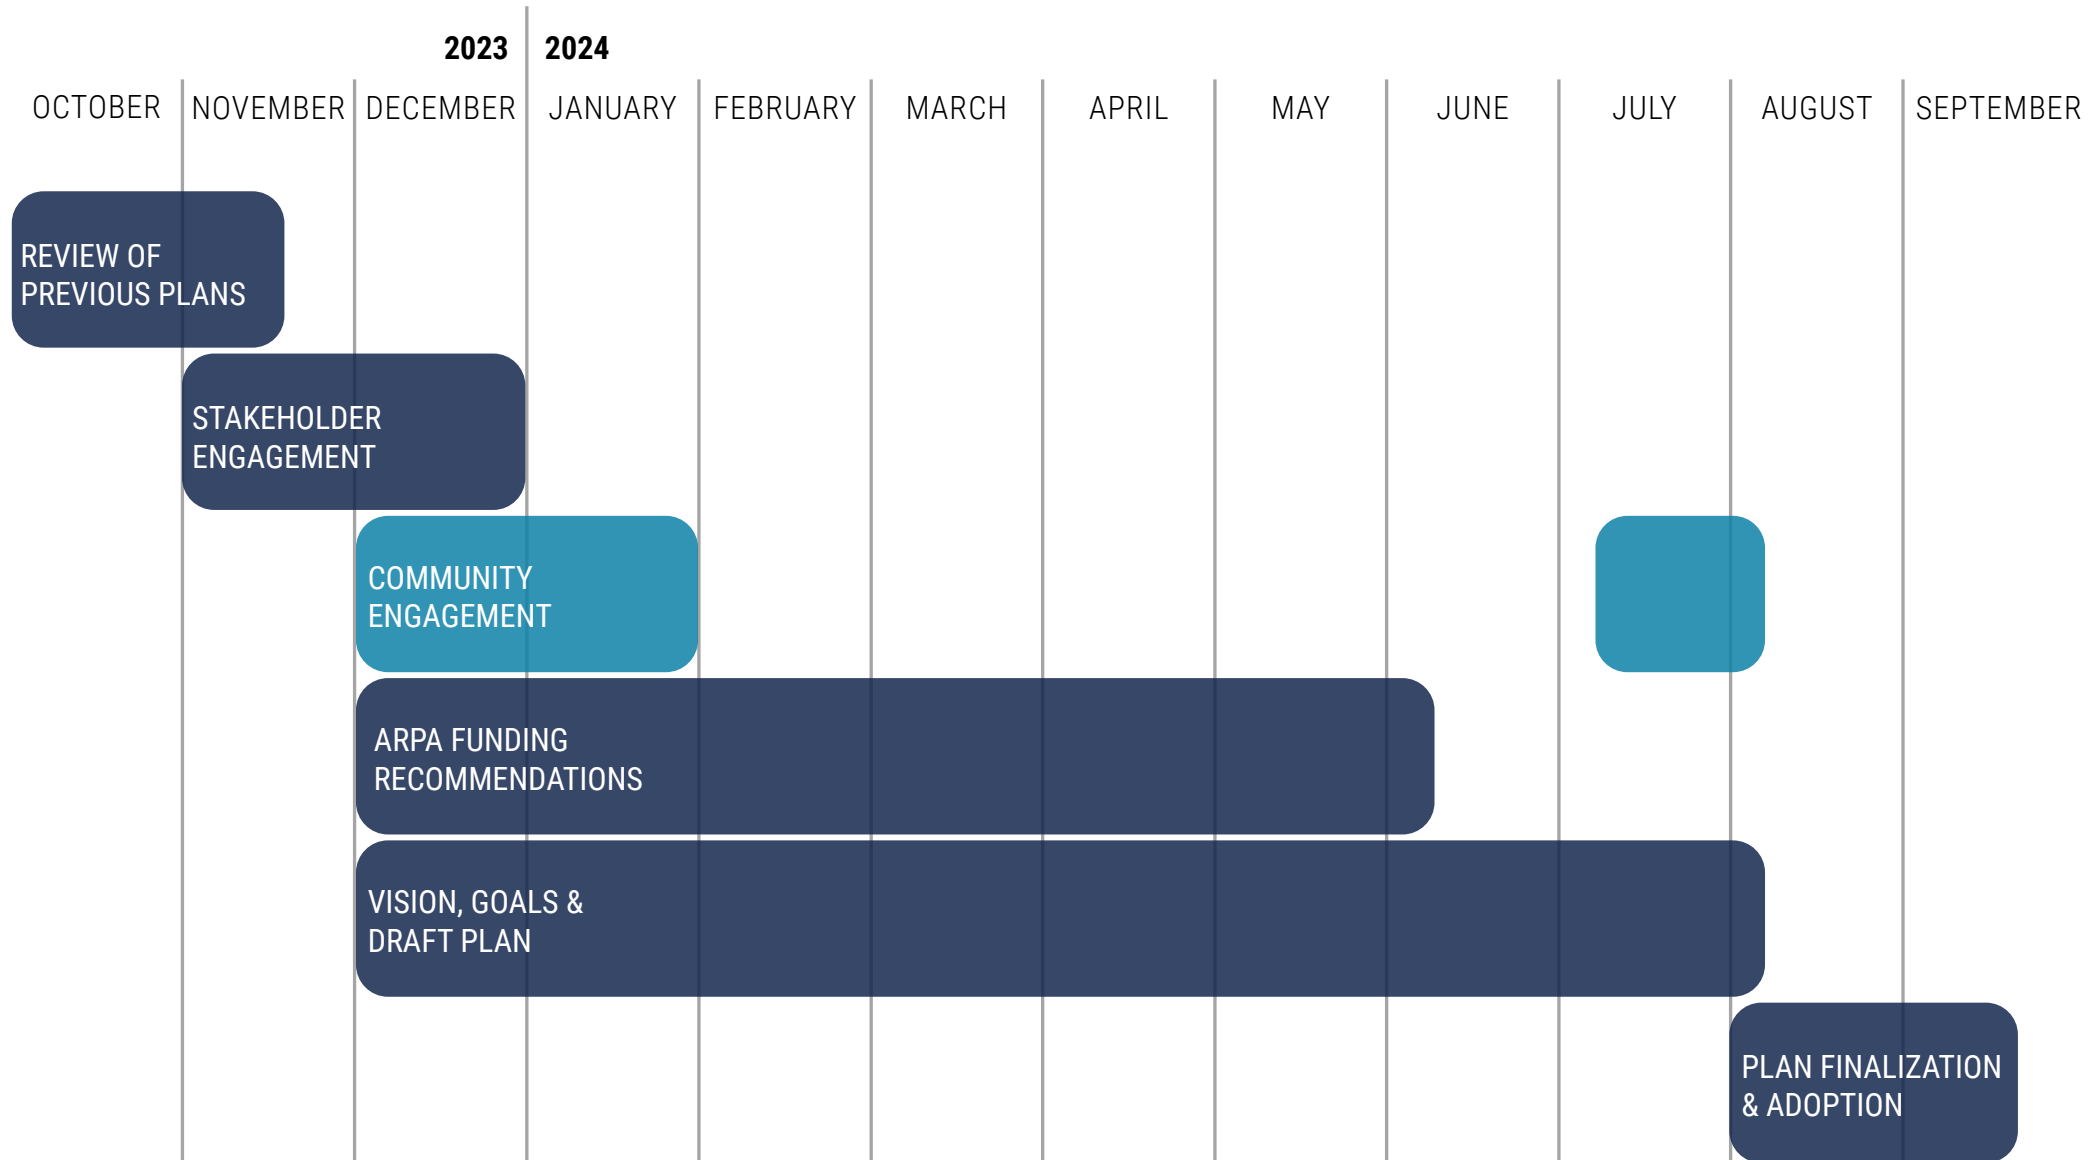 2023 2024
OCTOBER NOVEMBER DECEMBER JANUARY FEBRUARY MARCH APRIL MAY JUNE JULY AUGUST SEPTEMBER
REVIEW OF
PREVIOUS PLANS
STAKEHOLDER
ENGAGEMENT
COMMUNITY
ENGAGEMENT
ARPA FUNDING
RECOMMENDATIONS
VISION, GOALS &
DRAFT PLAN
PLAN FINALIZATION
& ADOPTION